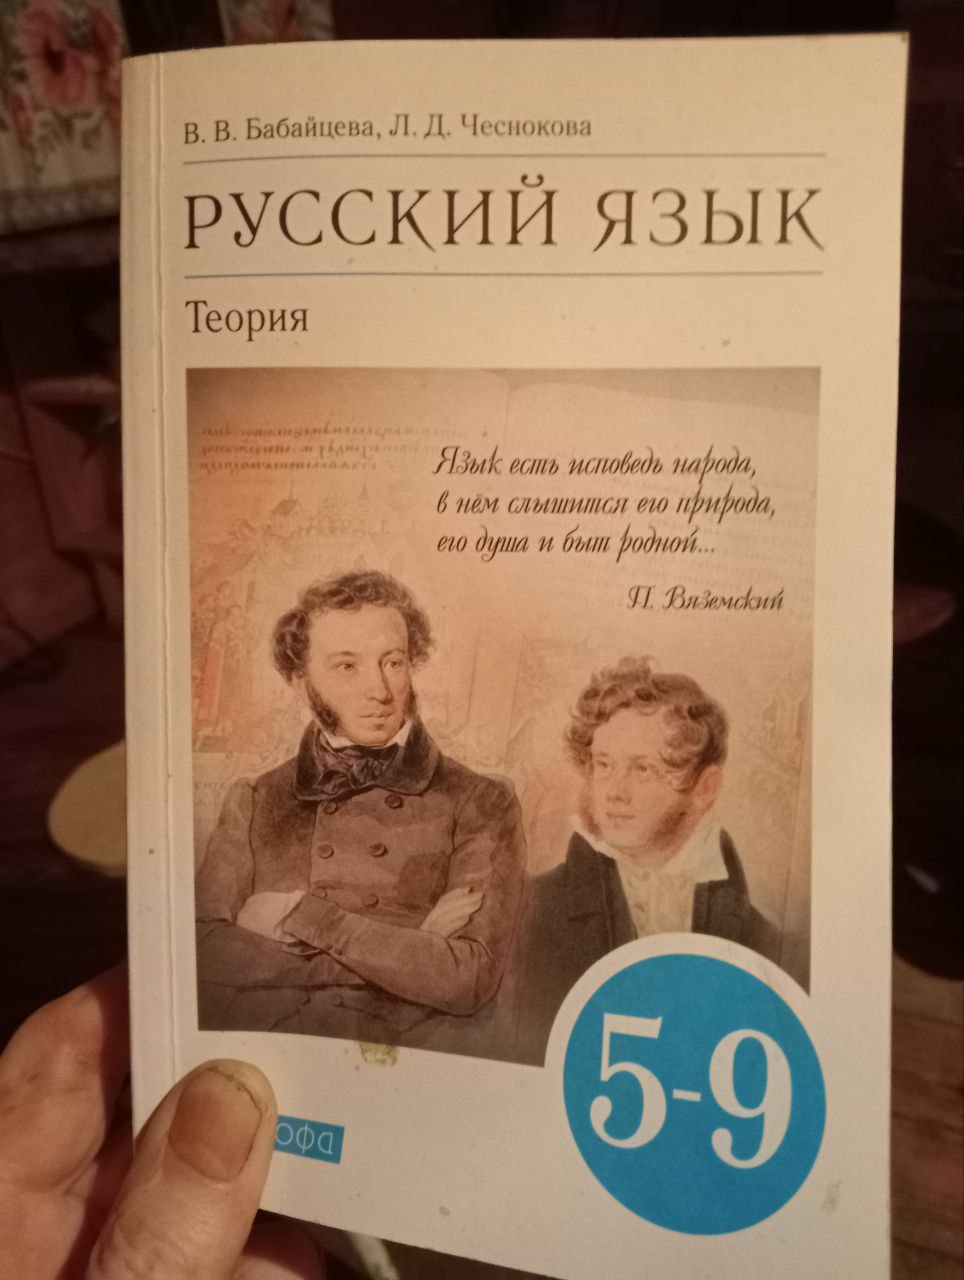 В. В. Бабайцева, Л. Д. Чеснокова
РУССКИЙ ЯЗЫК
Теория
Язык есть исповедь народа,
в нём слышится его природа,
его душа и быт родной...
П. Вяземский
5-9